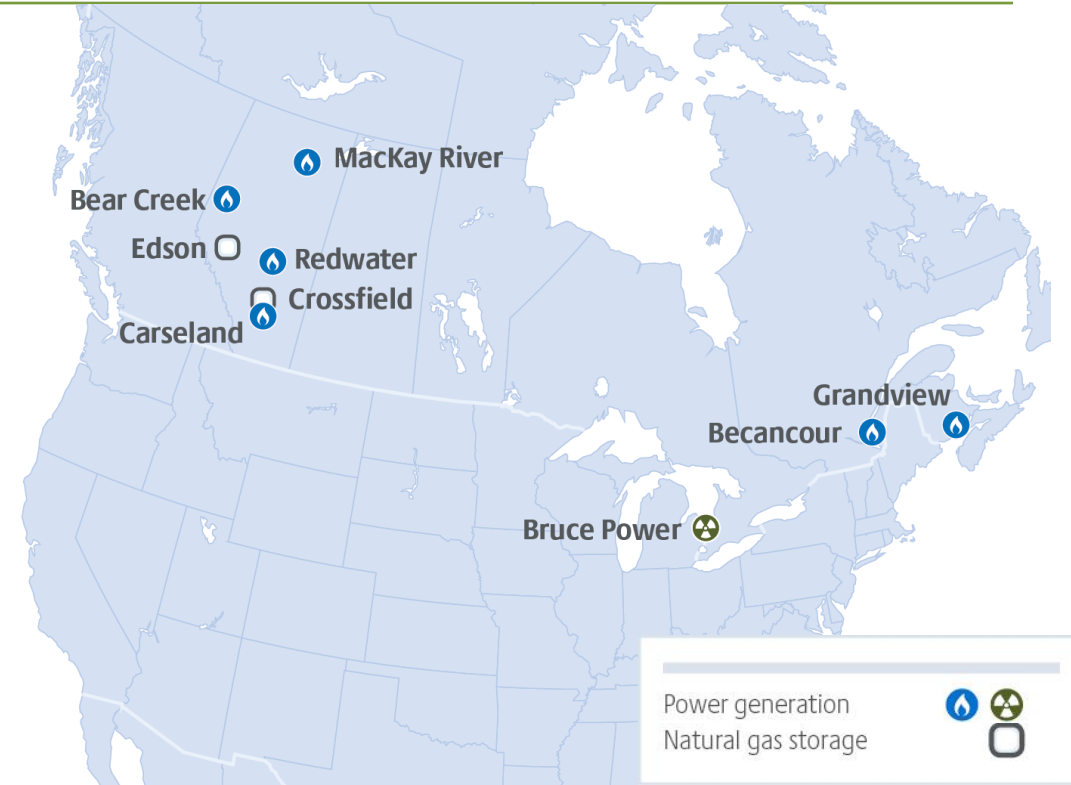 MacKay River
Bear Creek
Edson
Redwater
Crossfield
Carseland
Grandview
Becancour
Bruce Power
Power generation
Natural gas storage